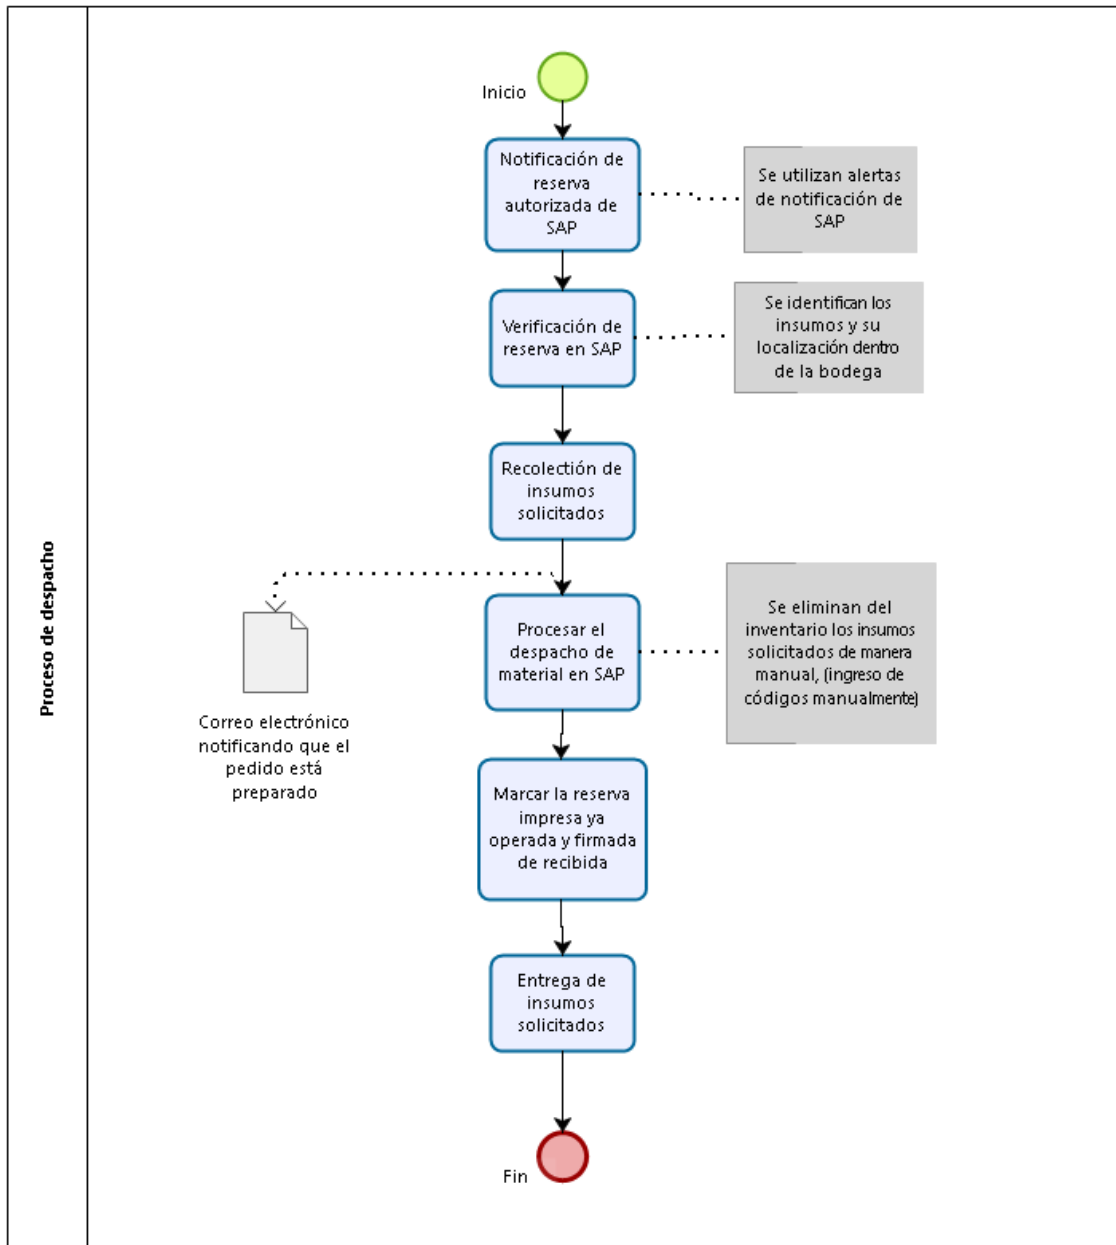 Proceso de despacho
Inicio
Notificación de
reserva
autorizada de
SAP
Se utilizan alertas
de notificación de
SAP
Verificación de
reserva en SAP
Se identifican los
insumos y su
localización dentro
de la bodega
Recolectión de
insumos
solicitados
Procesar el
despacho de
material en SAP
Se eliminan del
inventario los insumos
solicitados de manera
manual, (ingreso de
códigos manualmente)
Correo electrónico
notificando que el
pedido está
preparado
Marcar la reserva
impresa ya
operada y firmada
de recibida
Entrega de
insumos
solicitados
Fin